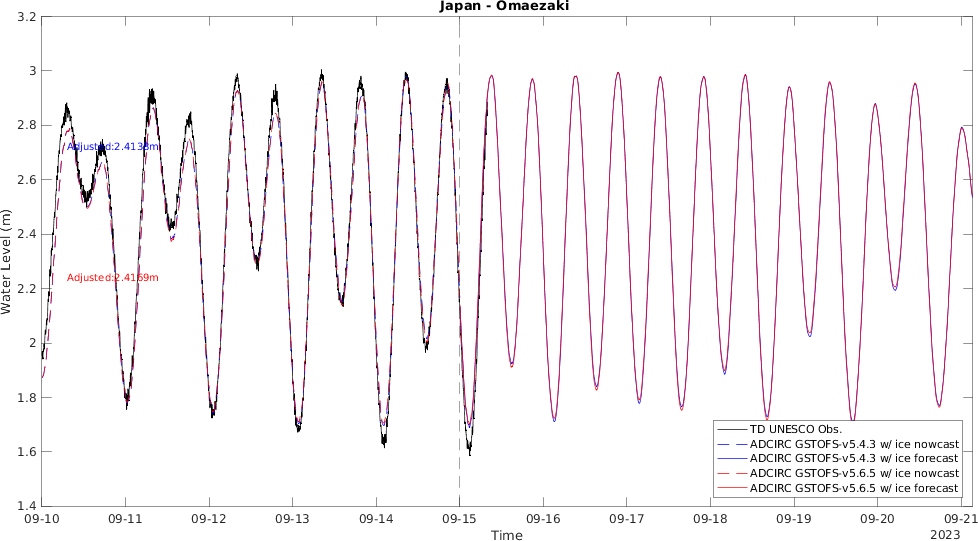 Japan - Omaezaki
3.2
3
2.8
2.6
2.4
2.2
2
1.8
1.6
1.4
Water Level (m)
Adjusted:2.4138m
Adjusted:2.4169m
TD UNESCO Obs.
ADCIRC GSTOFS-v5.4.3 w/ ice nowcast
ADCIRC GSTOFS-v5.4.3 w/ ice forecast
ADCIRC GSTOFS-v5.6.5 w/ ice nowcast
ADCIRC GSTOFS-v5.6.5 w/ ice forecast
09-10 09-11 09-12 09-13 09-14 09-15 09-16 09-17 09-18 09-19 09-20 09-21
Time
2023